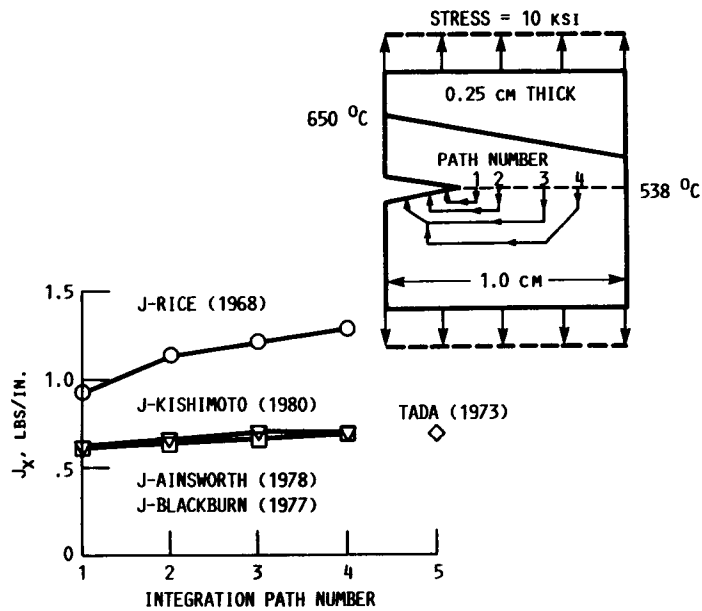 STRESS = 10 KSI
0.25 CM THICK
650 °C
PATH NUMBER
1 2 3 4
538 °C
1.0 CM
1.5
J-RICE (1968)
1.0
J-KISHIMOTO (1980)
TADA (1973)
Jx, LBS/IN.
.5
J-AINSWORTH (1978)
J-BLACKBURN (1977)
0
1 2 3 4 5
INTEGRATION PATH NUMBER